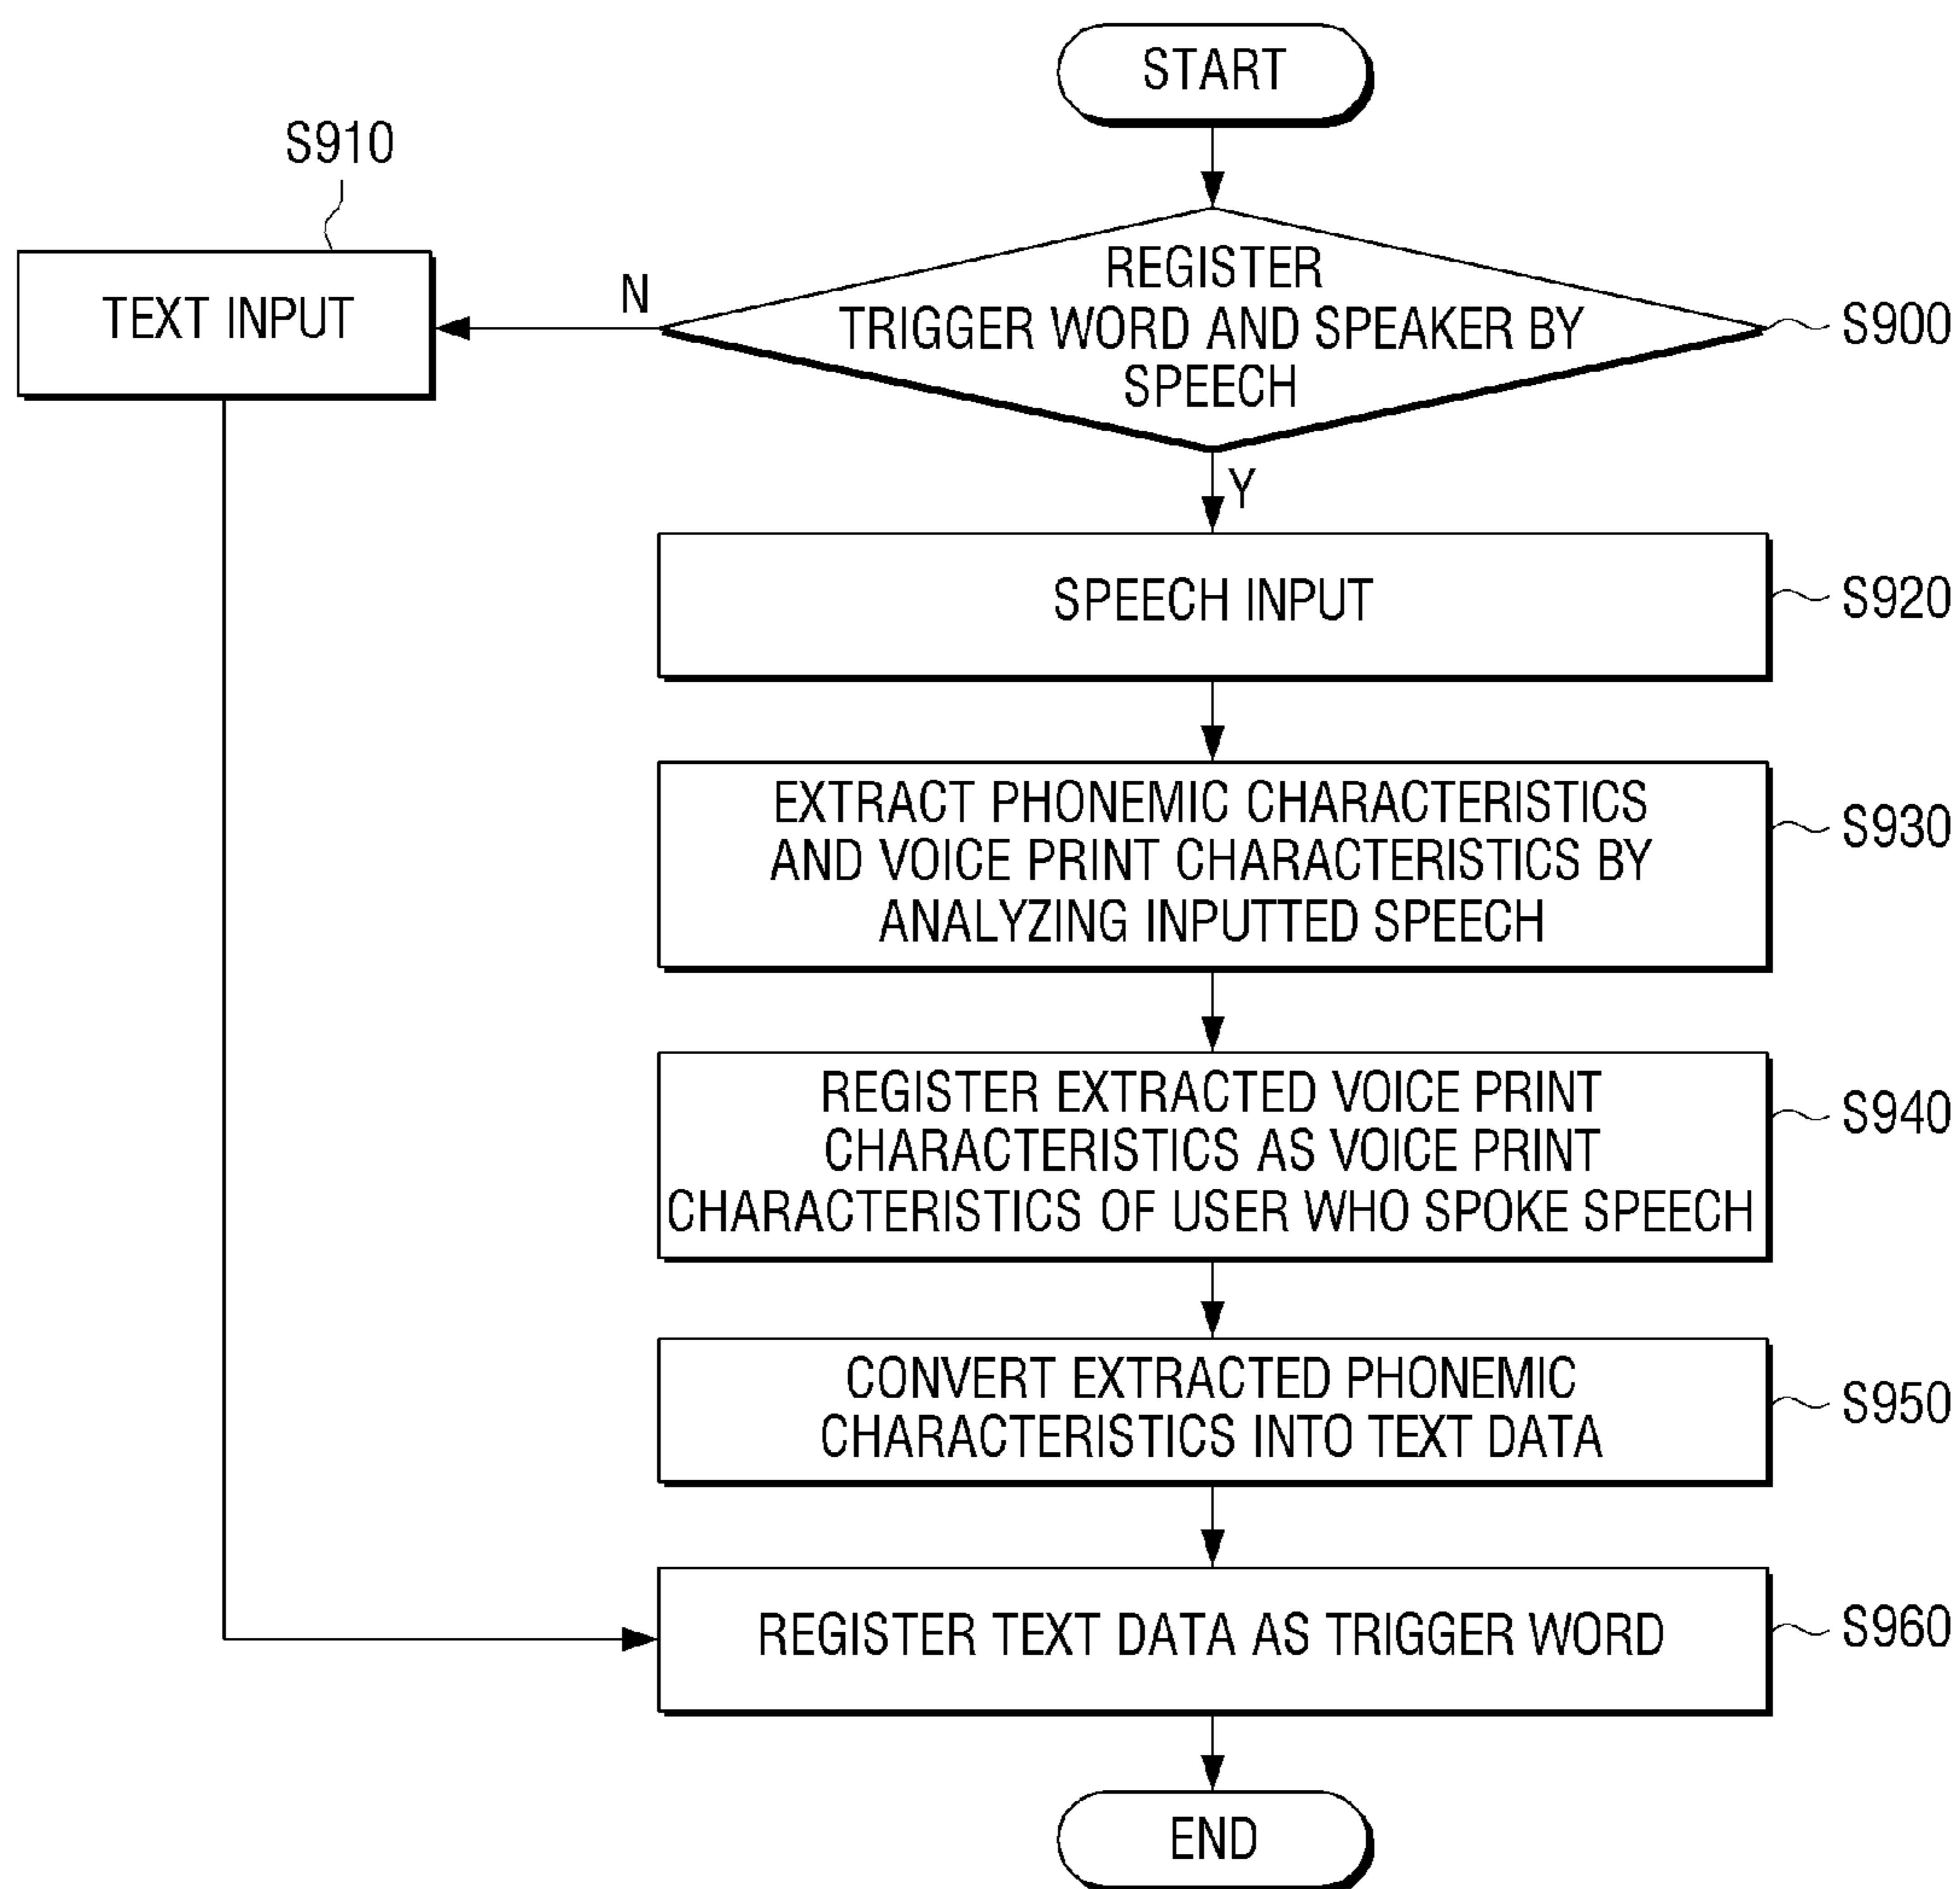 START
S910
TEXT INPUT
N
REGISTER
TRIGGER WORD AND SPEAKER BY
SPEECH
S900
Y
SPEECH INPUT
S920
EXTRACT PHONEMIC CHARACTERISTICS
AND VOICE PRINT CHARACTERISTICS BY
ANALYZING INPUTTED SPEECH
S930
REGISTER EXTRACTED VOICE PRINT
CHARACTERISTICS AS VOICE PRINT
CHARACTERISTICS OF USER WHO SPOKE SPEECH
S940
CONVERT EXTRACTED PHONEMIC
CHARACTERISTICS INTO TEXT DATA
S950
REGISTER TEXT DATA AS TRIGGER WORD
S960
END